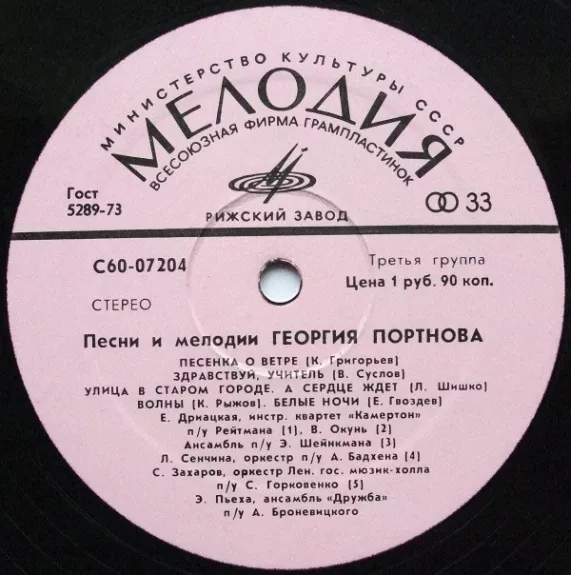 МИНИСТЕРСТВО КУЛЬТУРЫ СССР
МЕЛОДИЯ
ВСЕСОЮЗНАЯ ФИРМА ГРАМПЛАСТИНОК
Гост
5289-73
33
РИЖСКИЙ ЗАВОД
С60-07204
Третья группа
Цена 1 руб. 90 коп.
СТЕРЕО
Песни и мелодии ГЕОРГИЯ ПОРТНОВА
ПЕСЕНКА О ВЕТРЕ (К. Григорьев)
ЗДРАВСТВУЙ, УЧИТЕЛЬ (В. Суслов)
УЛИЦА В СТАРОМ ГОРОДЕ. А СЕРДЦЕ ЖДЕТ (Л. Шишко)
ВОЛНЫ (К. Рыжов). БЕЛЫЕ НОЧИ (Е. Гвоздев)
Е. Дриацкая, инстр. квартет «Камертон»
п/у Рейтмана (1), В. Окунь (2)
Ансамбль п/у Э. Шейнкмана (3)
Л. Сенчина, оркестр п/у А. Бадхена (4)
С. Захаров, оркестр Лен. гос. мюзик-холла
п/у С. Горковенко (5)
Э. Пьеха, ансамбль «Дружба»
п/у А. Броневицкого